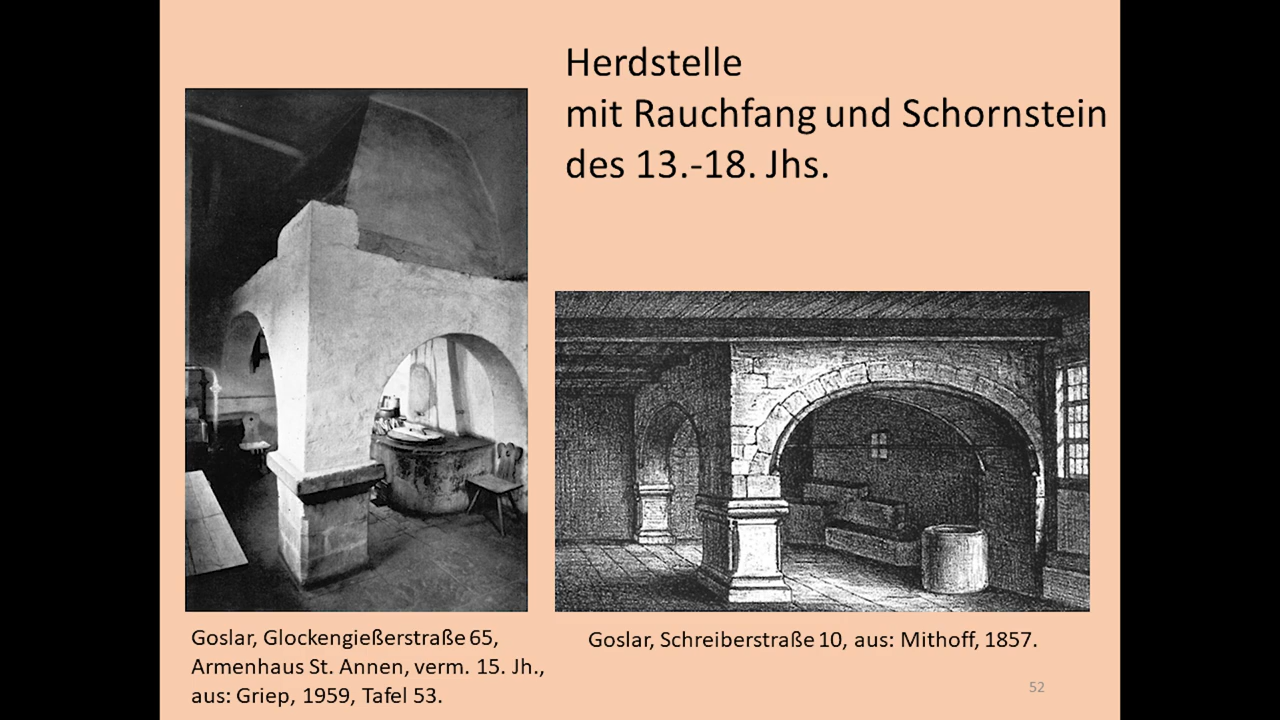 Herdstelle
mit Rauchfang und Schornstein
des 13.-18. Jhs.
Goslar, Glockengießerstraße 65,
Armenhaus St. Annen, verm. 15. Jh.,
aus: Griep, 1959, Tafel 53.
Goslar, Schreiberstraße 10, aus: Mithoff, 1857.
52